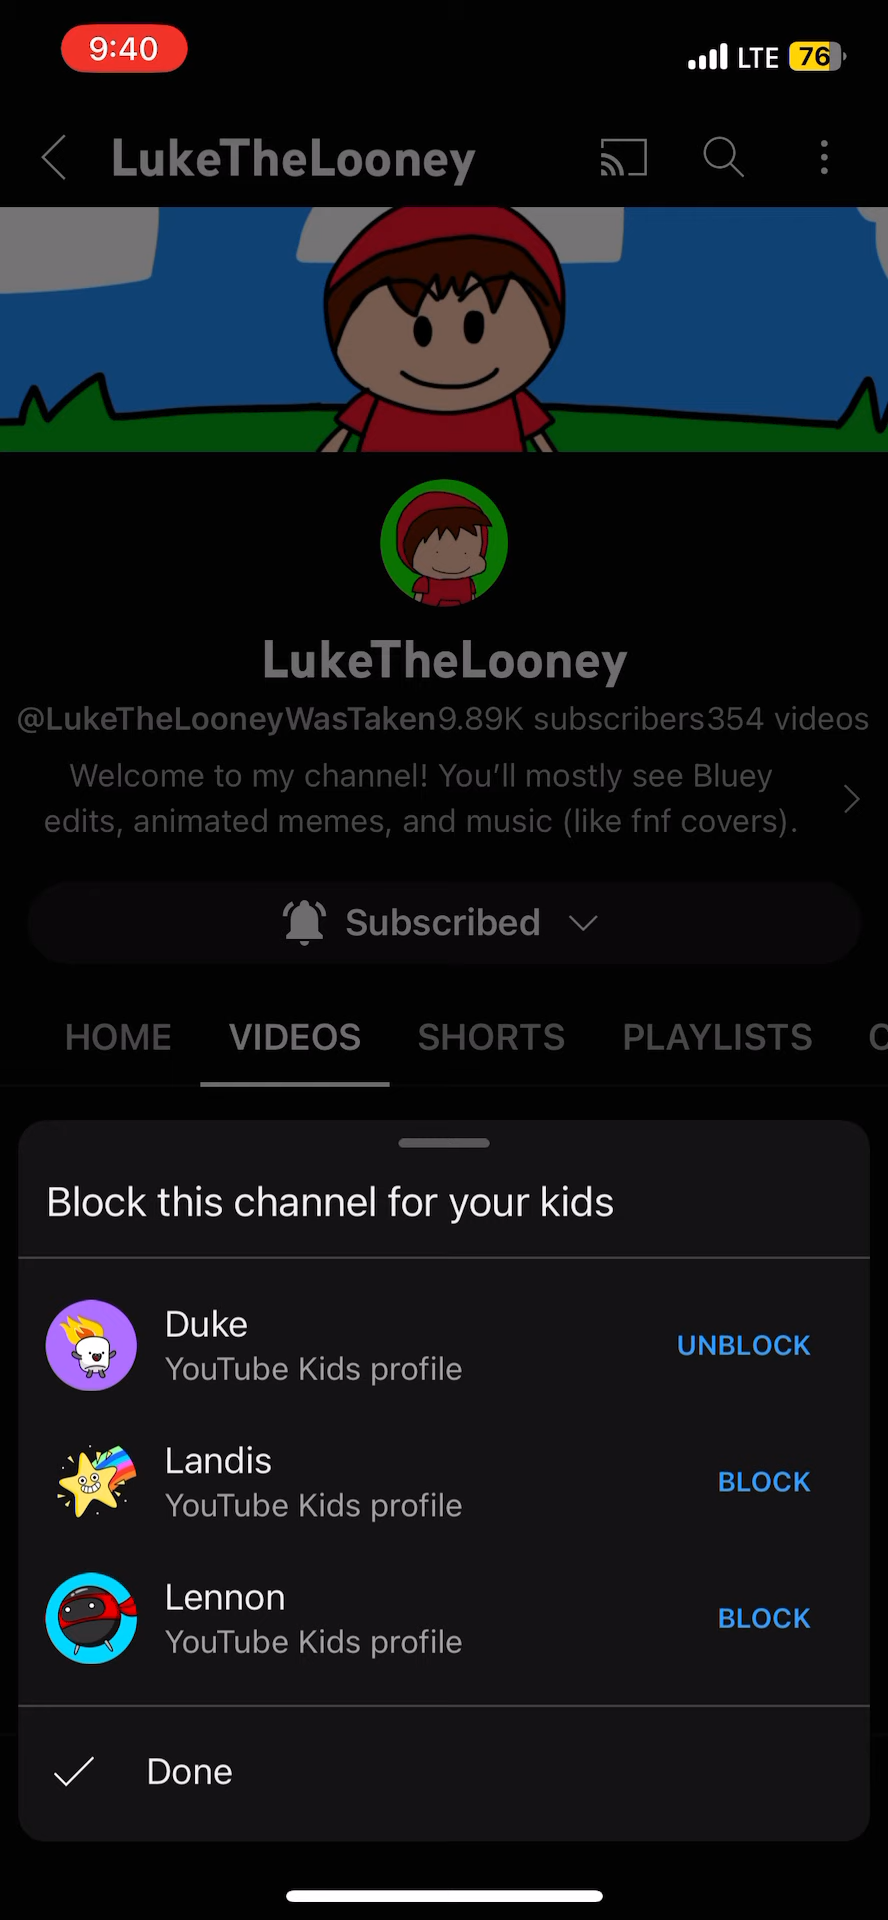 9:40
LTE 76
LukeTheLooney
LukeTheLooney
@LukeTheLooneyWasTaken9.89K subscribers354 videos
Welcome to my channel! You’ll mostly see Bluey
edits, animated memes, and music (like fnf covers).
Subscribed
HOME VIDEOS SHORTS PLAYLISTS
Block this channel for your kids
Duke
UNBLOCK
YouTube Kids profile
Landis
BLOCK
YouTube Kids profile
Lennon
BLOCK
YouTube Kids profile
Done